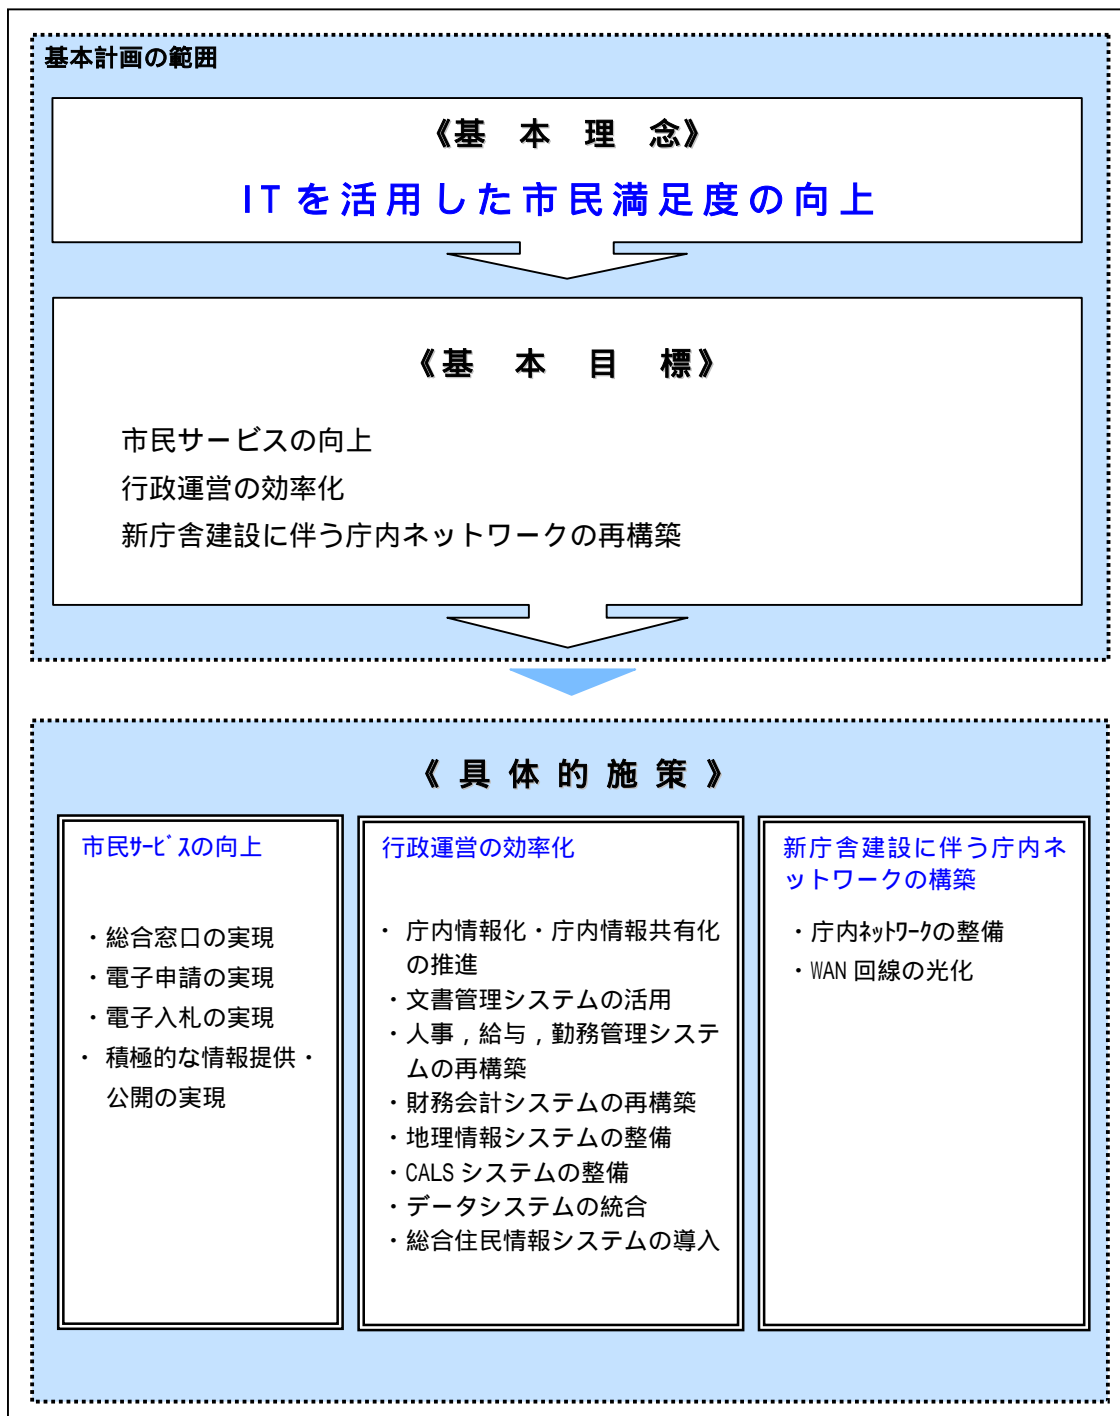 基本計画の範囲
《基 本 理 念》
ITを活用した市民満足度の向上
《基 本 目 標》
市民サービスの向上
行政運営の効率化
新庁舎建設に伴う庁内ネットワークの再構築
《 具 体 的 施 策 》
市民ｻｰﾋﾞｽの向上
・総合窓口の実現
・電子申請の実現
・電子入札の実現
・ 積極的な情報提供・
公開の実現
行政運営の効率化
・ 庁内情報化・庁内情報共有化
の推進
・文書管理システムの活用
・人事，給与，勤務管理システ
ムの再構築
・財務会計システムの再構築
・地理情報システムの整備
・CALS システムの整備
・データシステムの統合
・総合住民情報システムの導入
新庁舎建設に伴う庁内ネ
ットワークの構築
・庁内ﾈｯﾄﾜｰｸの整備
・WAN 回線の光化